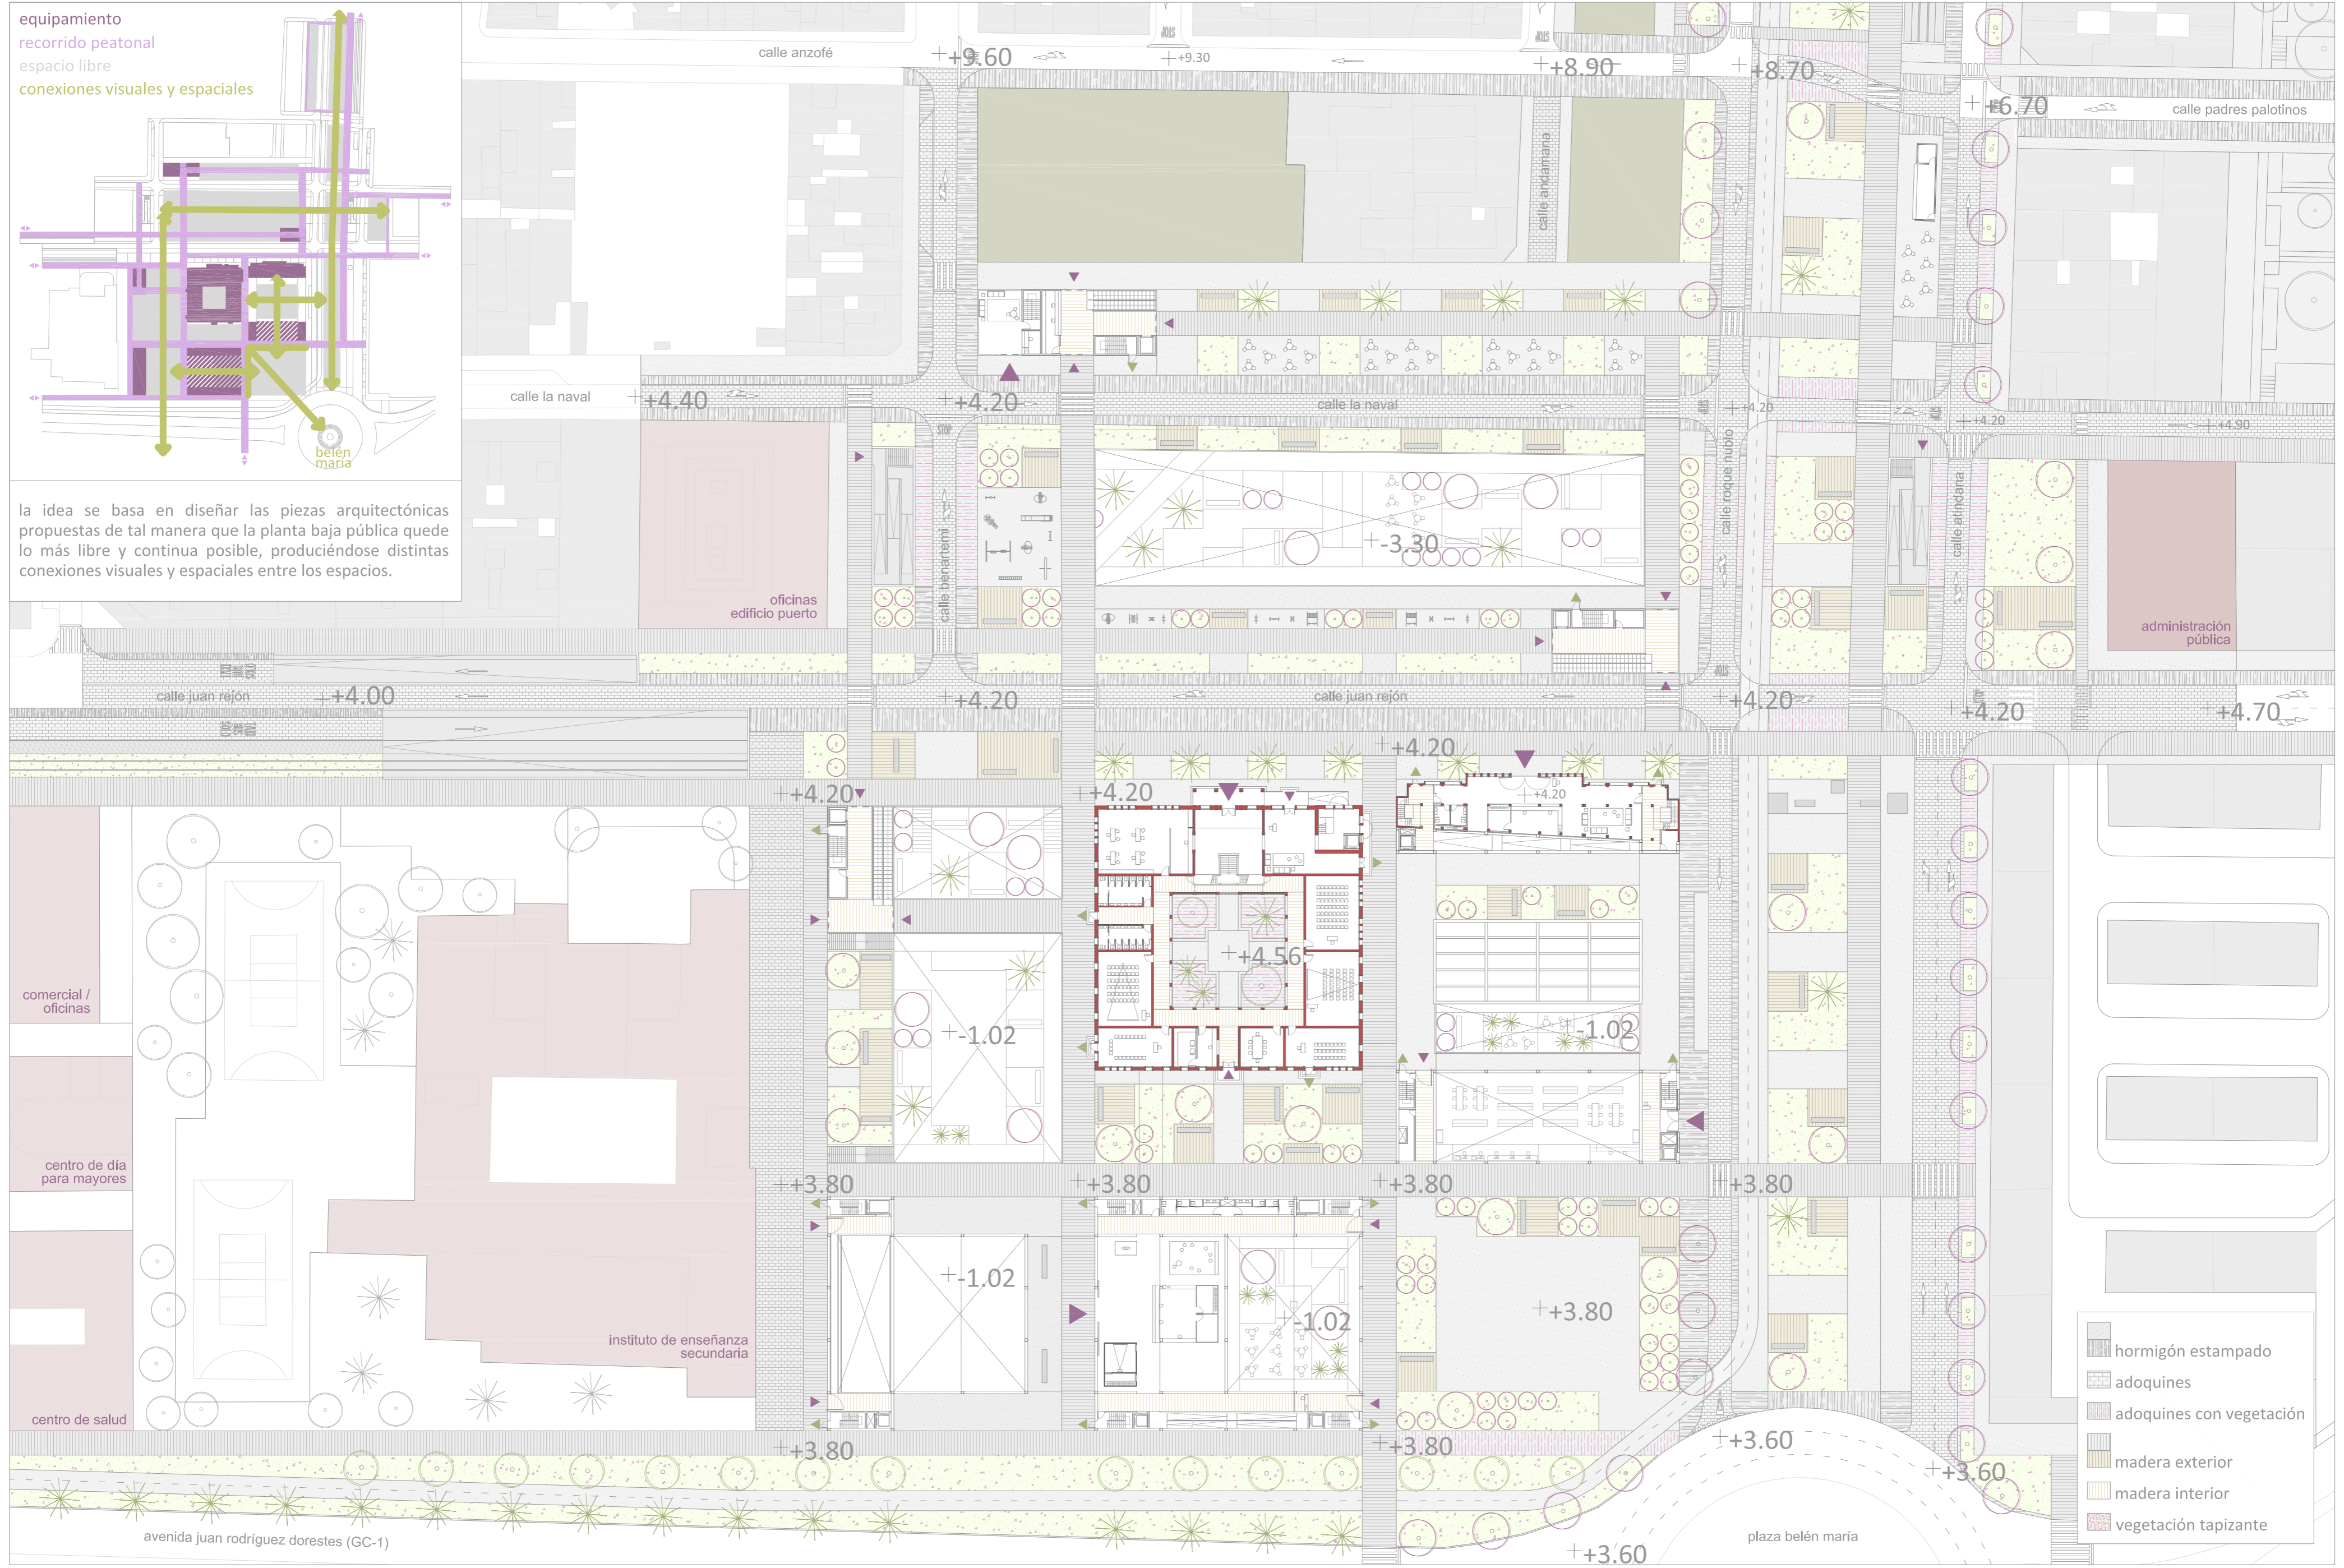 equipamiento
recorrido peatonal
espacio libre
conexiones visuales y espaciales
belén
maría
la idea se basa en diseñar las piezas arquitectónicas
propuestas de tal manera que la planta baja pública quede
lo más libre y continua posible, produciéndose distintas
conexiones visuales y espaciales entre los espacios.
calle anzofé
+9.60
+9.30
STOP
STOP
+8.90
+8.70
+6.70
calle padres palotinos
calle andamana
calle la naval
+4.40
+4.20
calle la naval
+4.20
+4.20
+4.90
STOP
calle benartemi
calle roque nublo
calle atindana
-3.30
oficinas
edificio puerto
administración
pública
calle juan rejón
+4.00
+4.20
calle juan rejón
STOP
+4.20
+4.20
+4.70
+4.20
+4.20
+4.20
+4.20
+4.56
-1.02
-1.02
comercial /
oficinas
centro de día
para mayores
centro de salud
instituto de enseñanza
secundaria
+3.80
+3.80
+3.80
+3.80
-1.02
-1.02
+3.80
+3.80
+3.80
+3.60
+3.60
+3.60
avenida juan rodríguez dorestes (GC-1)
plaza belén maría
hormigón estampado
adoquines
adoquines con vegetación
madera exterior
madera interior
vegetación tapizante